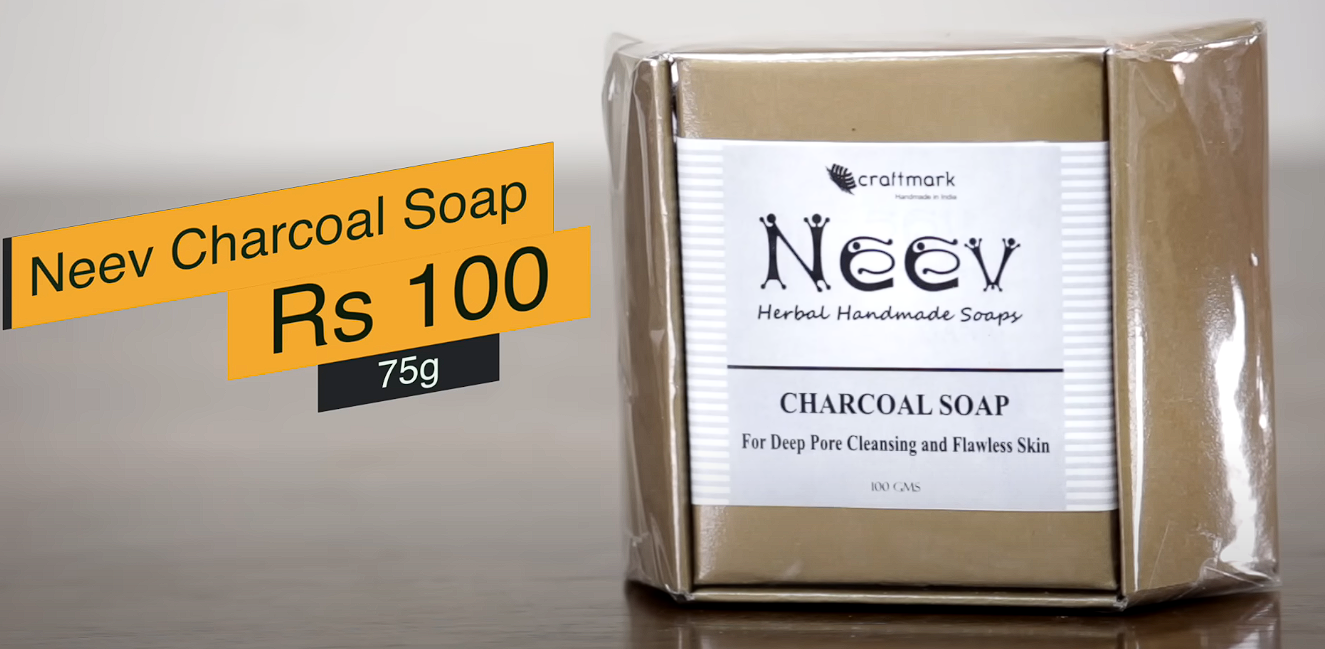 Neev Charcoal Soap
Rs 100
75g
craftmark
Handmade in India
Neev
Herbal Handmade Soaps
CHARCOAL SOAP
For Deep Pore Cleansing and Flawless Skin
100 GMS